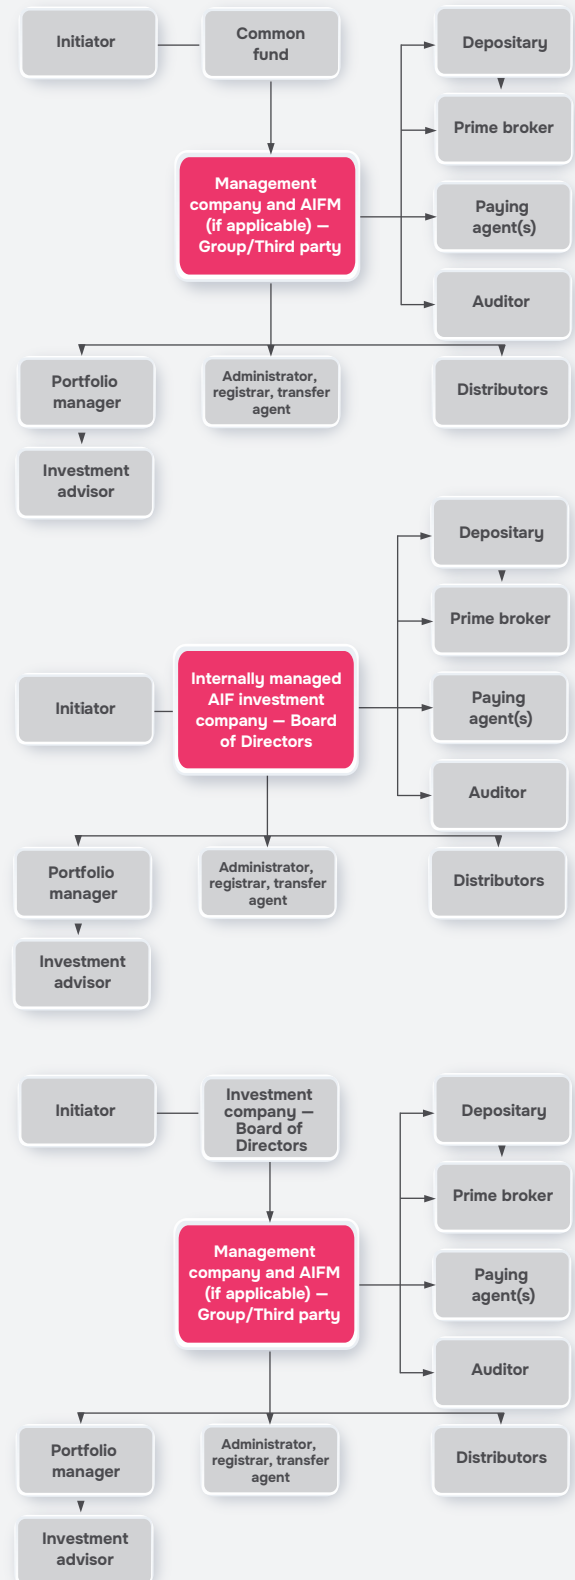 Initiator
Common
fund
Depositary
Prime broker
Management
company and AIFM
(if applicable) —
Group/Third party
Paying
agent(s)
Auditor
Portfolio
manager
Administrator,
registrar, transfer
agent
Distributors
Investment
advisor
Depositary
Prime broker
Initiator
Internally managed
AIF investment
company — Board
of Directors
Paying
agent(s)
Auditor
Portfolio
manager
Administrator,
registrar, transfer
agent
Distributors
Investment
advisor
Initiator
Investment
company —
Board of
Directors
Depositary
Prime broker
Management
company and AIFM
(if applicable) —
Group/Third party
Paying
agent(s)
Auditor
Portfolio
manager
Administrator,
registrar, transfer
agent
Distributors
Investment
advisor